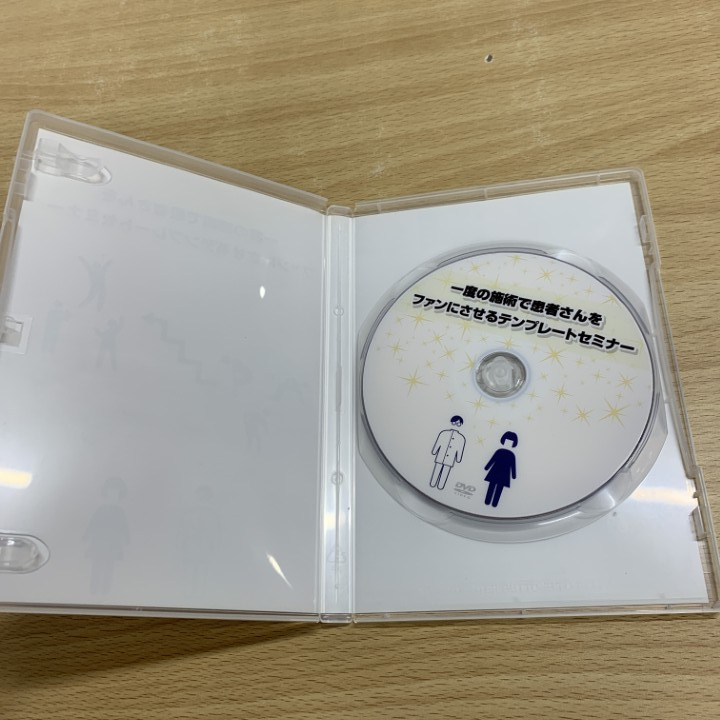 一度の施術で患者さんを
ファンにさせるテンプレートセミナー
DVD